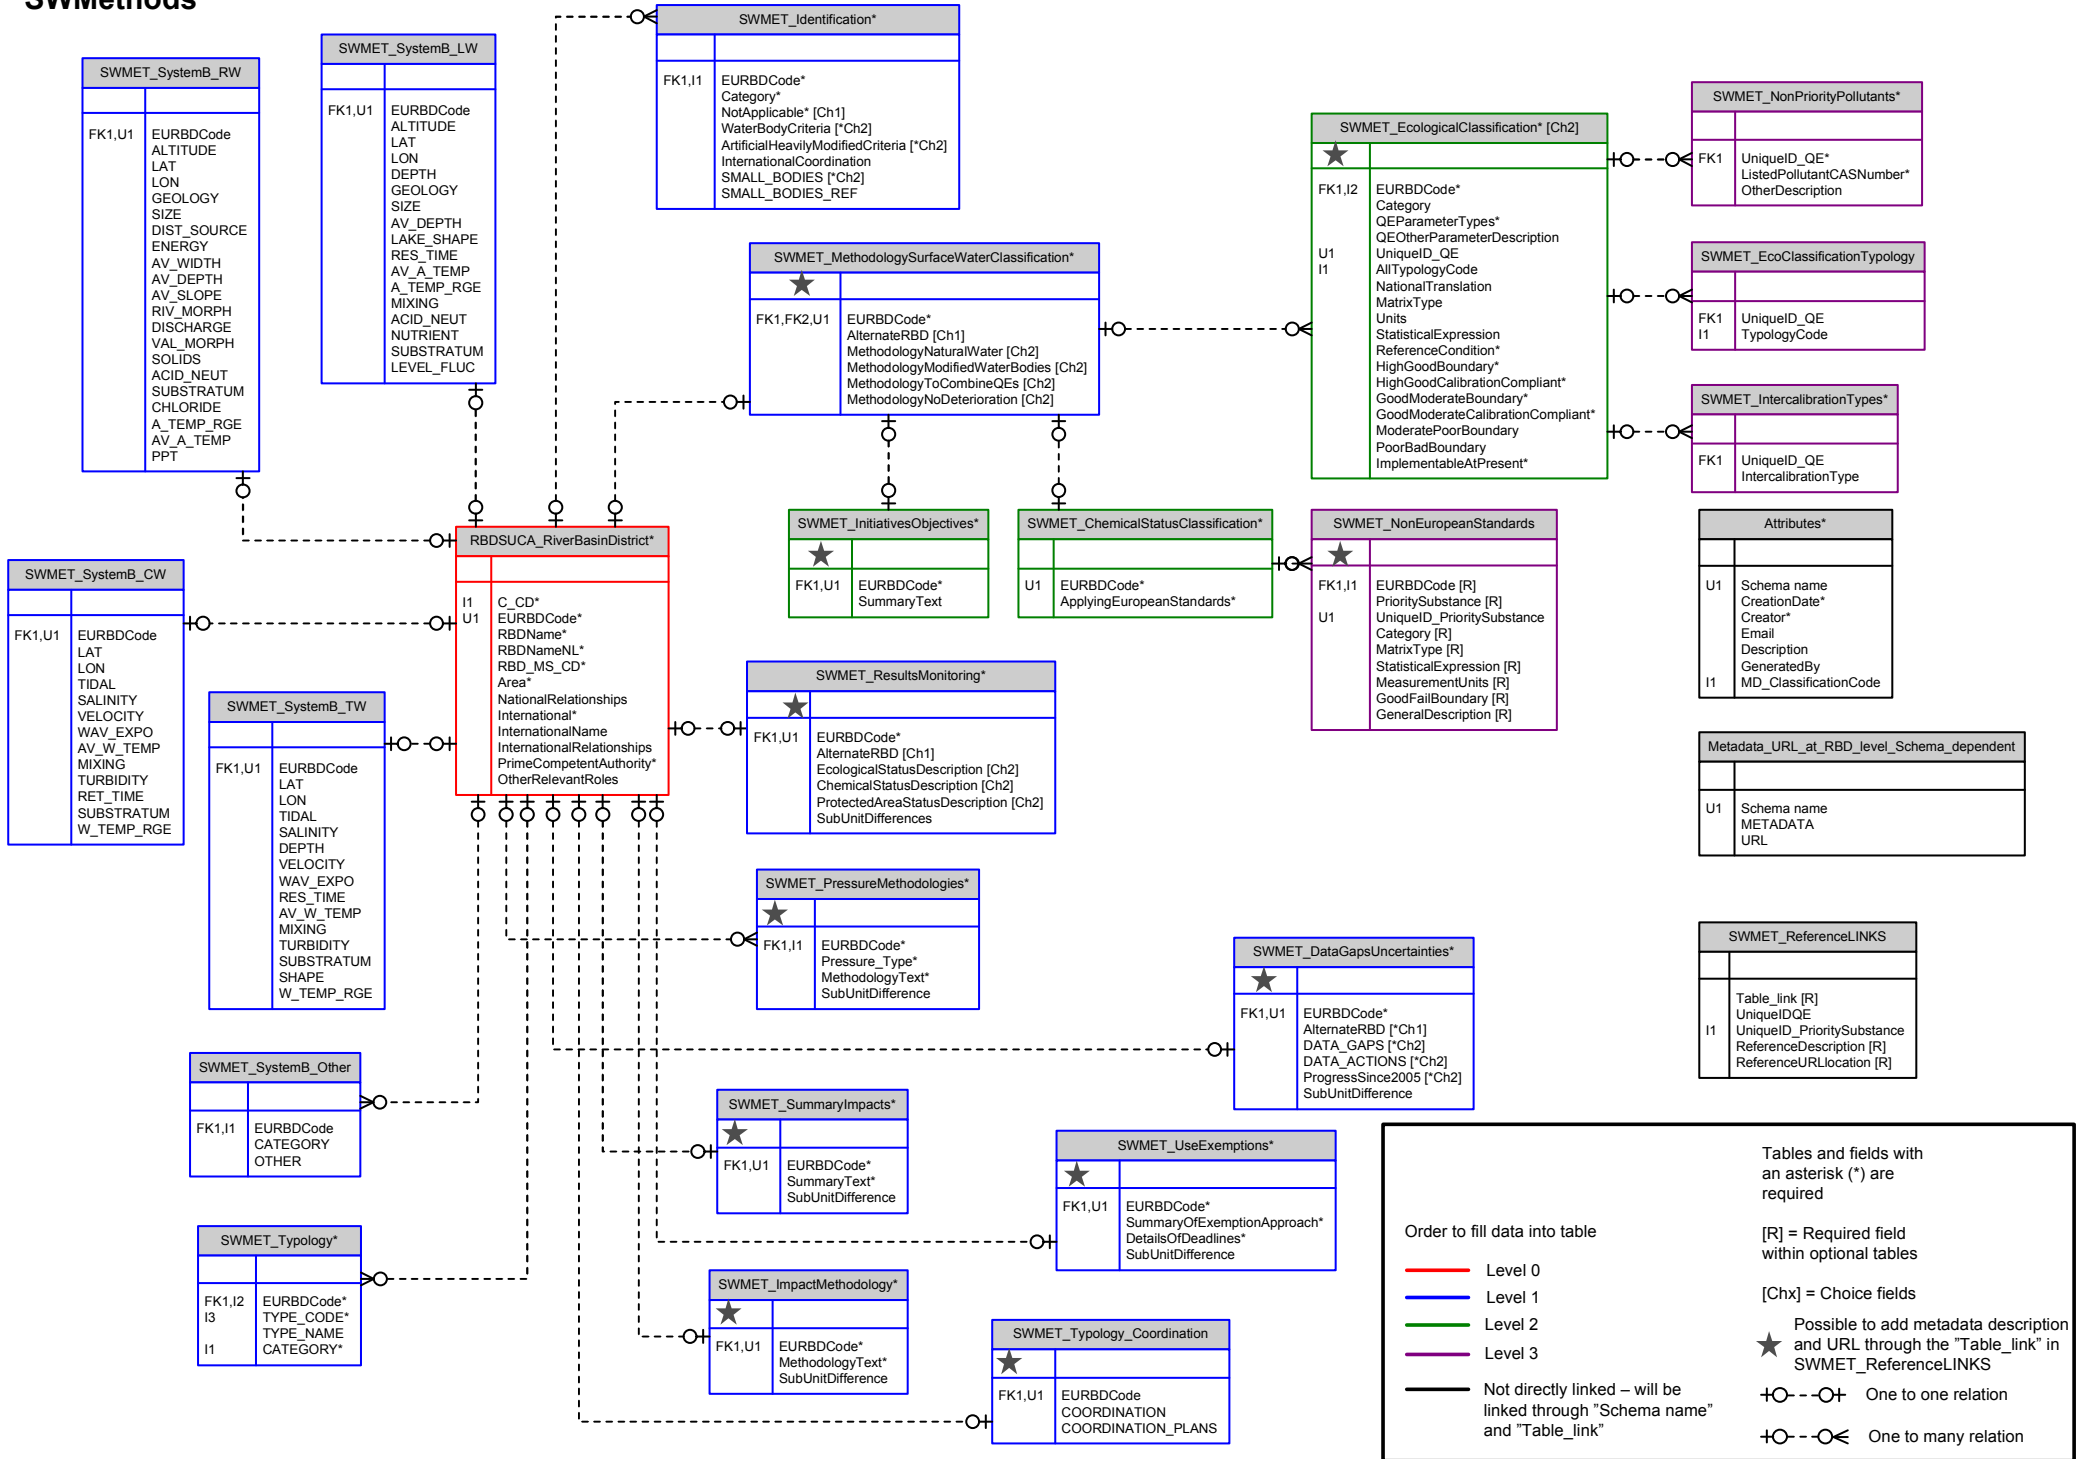 SWMethods
SWMET_SystemB_RW
FK1,U1
EURBDCode
ALTITUDE
LAT
LON
GEOLOGY
SIZE
DIST_SOURCE
ENERGY
AV_WIDTH
AV_DEPTH
AV_SLOPE
RIV_MORPH
DISCHARGE
VAL_MORPH
SOLIDS
ACID_NEUT
SUBSTRATUM
CHLORIDE
A_TEMP_RGE
AV_A_TEMP
PPT
SWMET_SystemB_LW
FK1,U1
EURBDCode
ALTITUDE
LAT
LON
DEPTH
GEOLOGY
SIZE
AV_DEPTH
LAKE_SHAPE
RES_TIME
AV_A_TEMP
A_TEMP_RGE
MIXING
ACID_NEUT
NUTRIENT
SUBSTRATUM
LEVEL_FLUC
SWMET_Identification*
FK1,I1
EURBDCode*
Category*
NotApplicable* [Ch1]
WaterBodyCriteria [*Ch2]
ArtificialHeavilyModifiedCriteria [*Ch2]
InternationalCoordination
SMALL_BODIES [*Ch2]
SMALL_BODIES_REF
SWMET_MethodologySurfaceWaterClassification*
FK1,FK2,U1
EURBDCode*
AlternateRBD [Ch1]
MethodologyNaturalWater [Ch2]
MethodologyModifiedWaterBodies [Ch2]
MethodologyToCombineQEs [Ch2]
MethodologyNoDeterioration [Ch2]
SWMET_EcologicalClassification* [Ch2]
FK1,I2
EURBDCode*
Category
QEParameterTypes*
QEOtherParameterDescription
U1
UniqueID_QE
I1
AllTypologyCode
NationalTranslation
MatrixType
Units
StatisticalExpression
ReferenceCondition*
HighGoodBoundary*
HighGoodCalibrationCompliant*
GoodModerateBoundary*
GoodModerateCalibrationCompliant*
ModeratePoorBoundary
PoorBadBoundary
ImplementableAtPresent*
SWMET_NonPriorityPollutants*
FK1
UniqueID_QE*
ListedPollutantCASNumber*
OtherDescription
SWMET_EcoClassificationTypology
FK1
UniqueID_QE
I1
TypologyCode
SWMET_IntercalibrationTypes*
FK1
UniqueID_QE
IntercalibrationType
SWMET_InitiativesObjectives*
FK1,U1
EURBDCode*
SummaryText
SWMET_ChemicalStatusClassification*
U1
EURBDCode*
ApplyingEuropeanStandards*
SWMET_NonEuropeanStandards
FK1,I1
EURBDCode [R]
PrioritySubstance [R]
U1
UniqueID_PrioritySubstance
Category [R]
MatrixType [R]
StatisticalExpression [R]
MeasurementUnits [R]
GoodFailBoundary [R]
GeneralDescription [R]
Attributes*
U1
Schema name
CreationDate*
Creator*
Email
Description
GeneratedBy
I1
MD_ClassificationCode
RBDSUCA_RiverBasinDistrict*
I1
C_CD*
U1
EURBDCode*
RBDName*
RBDNameNL*
RBD_MS_CD*
Area*
NationalRelationships
International*
InternationalName
InternationalRelationships
PrimeCompetentAuthority*
OtherRelevantRoles
SWMET_SystemB_CW
FK1,U1
EURBDCode
LAT
LON
TIDAL
SALINITY
VELOCITY
WAV_EXPO
AV_W_TEMP
MIXING
TURBIDITY
RET_TIME
SUBSTRATUM
W_TEMP_RGE
SWMET_SystemB_TW
FK1,U1
EURBDCode
LAT
LON
TIDAL
SALINITY
DEPTH
VELOCITY
WAV_EXPO
RES_TIME
AV_W_TEMP
MIXING
TURBIDITY
SUBSTRATUM
SHAPE
W_TEMP_RGE
SWMET_ResultsMonitoring*
FK1,U1
EURBDCode*
AlternateRBD [Ch1]
EcologicalStatusDescription [Ch2]
ChemicalStatusDescription [Ch2]
ProtectedAreaStatusDescription [Ch2]
SubUnitDifferences
Metadata_URL_at_RBD_level_Schema_dependent
U1
Schema name
METADATA
URL
SWMET_PressureMethodologies*
FK1,I1
EURBDCode*
Pressure_Type*
MethodologyText*
SubUnitDifference
SWMET_DataGapsUncertainties*
FK1,U1
EURBDCode*
AlternateRBD [*Ch1]
DATA_GAPS [*Ch2]
DATA_ACTIONS [*Ch2]
ProgressSince2005 [*Ch2]
SubUnitDifference
SWMET_ReferenceLINKS
Table_link [R]
UniqueIDQE
I1
UniqueID_PrioritySubstance
ReferenceDescription [R]
ReferenceURLlocation [R]
SWMET_SystemB_Other
FK1,I1
EURBDCode
CATEGORY
OTHER
SWMET_SummaryImpacts*
FK1,U1
EURBDCode*
SummaryText*
SubUnitDifference
SWMET_UseExemptions*
FK1,U1
EURBDCode*
SummaryOfExemptionApproach*
DetailsOfDeadlines*
SubUnitDifference
SWMET_Typology*
FK1,I2
EURBDCode*
I3
TYPE_CODE*
TYPE_NAME
I1
CATEGORY*
SWMET_ImpactMethodology*
FK1,U1
EURBDCode*
MethodologyText*
SubUnitDifference
SWMET_Typology_Coordination
FK1,U1
EURBDCode
COORDINATION
COORDINATION_PLANS
Order to fill data into table
Level 0
Level 1
Level 2
Level 3
Not directly linked – will be
linked through ”Schema name”
and ”Table_link”
Tables and fields with
an asterisk (*) are
required
[R] = Required field
within optional tables
[Chx] = Choice fields
Possible to add metadata description
and URL through the ”Table_link” in
SWMET_ReferenceLINKS
One to one relation
One to many relation